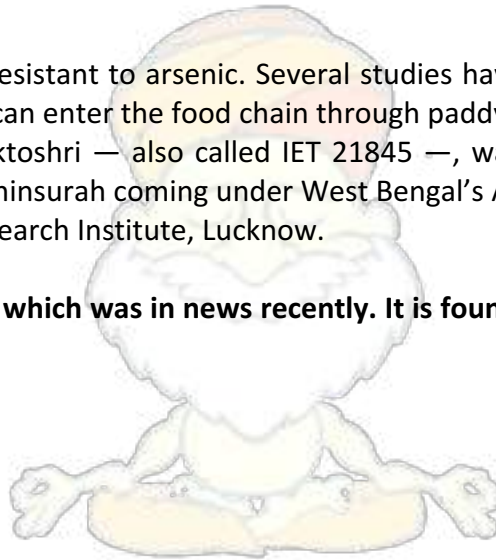 esistant to arsenic. Several studies hav
can enter the food chain through paddy
ktoshri — also called IET 21845 —, wa
hinsurah coming under West Bengal's A
earch Institute, Lucknow.
which was in news recently. It is foun